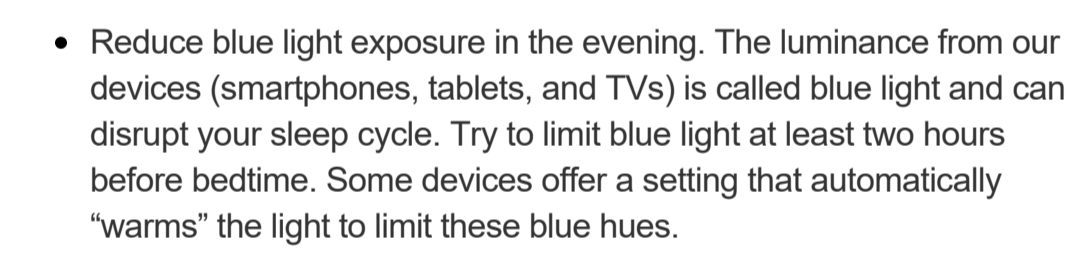 • Reduce blue light exposure in the evening. The luminance from our
devices (smartphones, tablets, and TVs) is called blue light and can
disrupt your sleep cycle. Try to limit blue light at least two hours
before bedtime. Some devices offer a setting that automatically
“warms” the light to limit these blue hues.